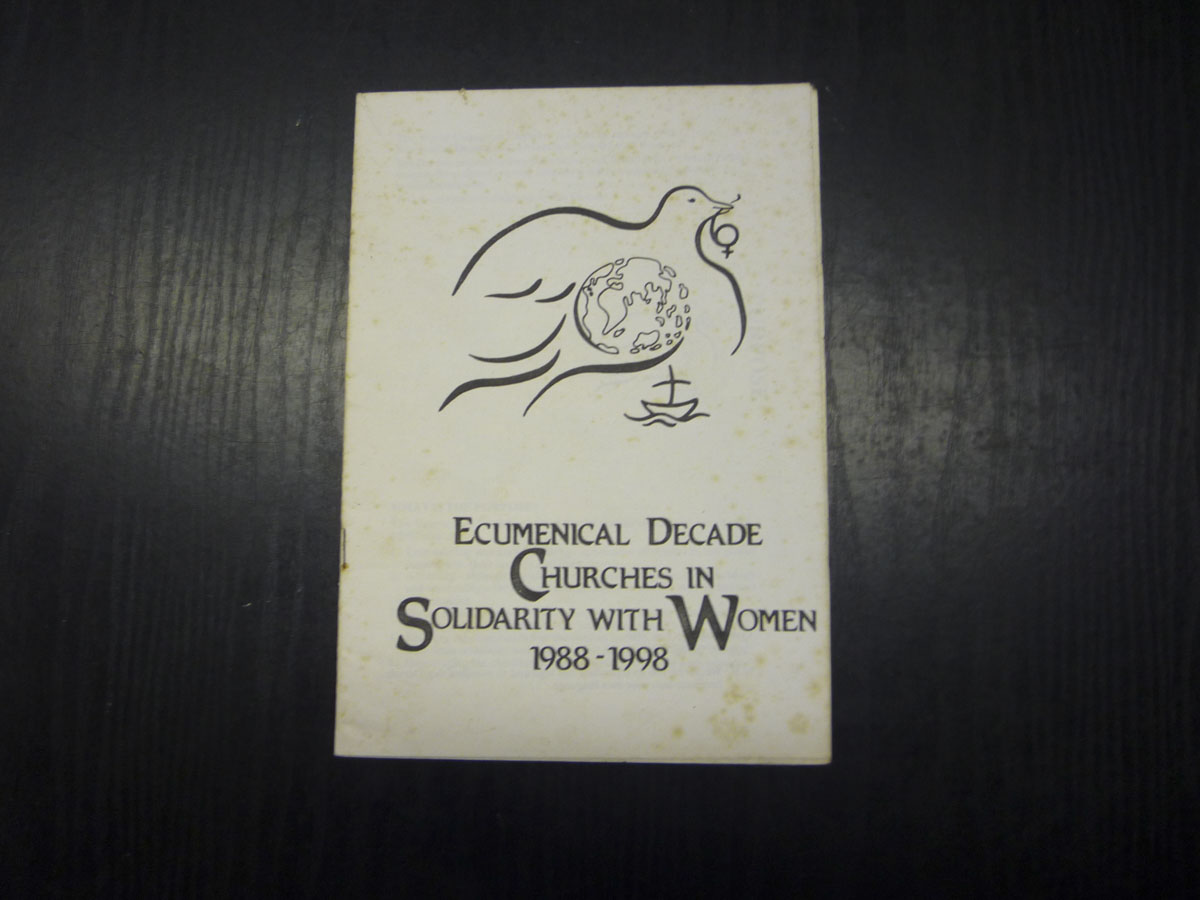 ECUMENICAL DECADE
CHURCHES IN
SOLIDARITY WITH WOMEN
1988-1998